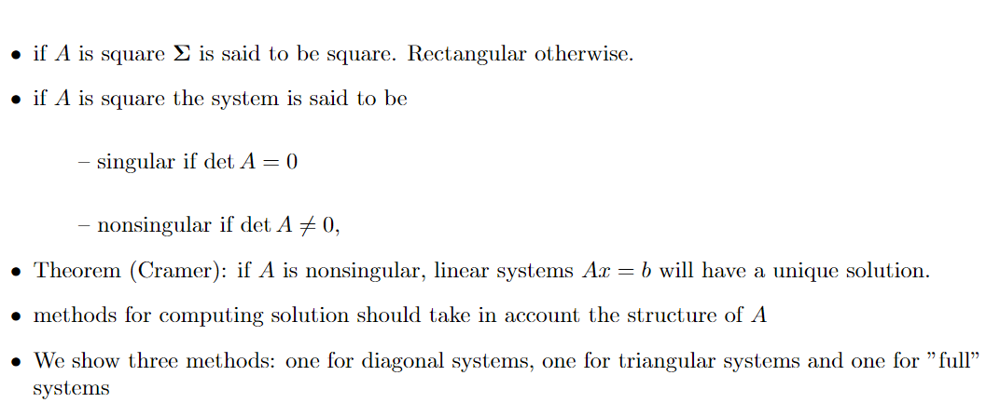 • if A is square Σ is said to be square. Rectangular otherwise.
• if A is square the system is said to be
– singular if det A = 0
– nonsingular if det A ≠ 0,
• Theorem (Cramer): if A is nonsingular, linear systems Ax = b will have a unique solution.
• methods for computing solution should take in account the structure of A
• We show three methods: one for diagonal systems, one for triangular systems and one for ”full”
systems